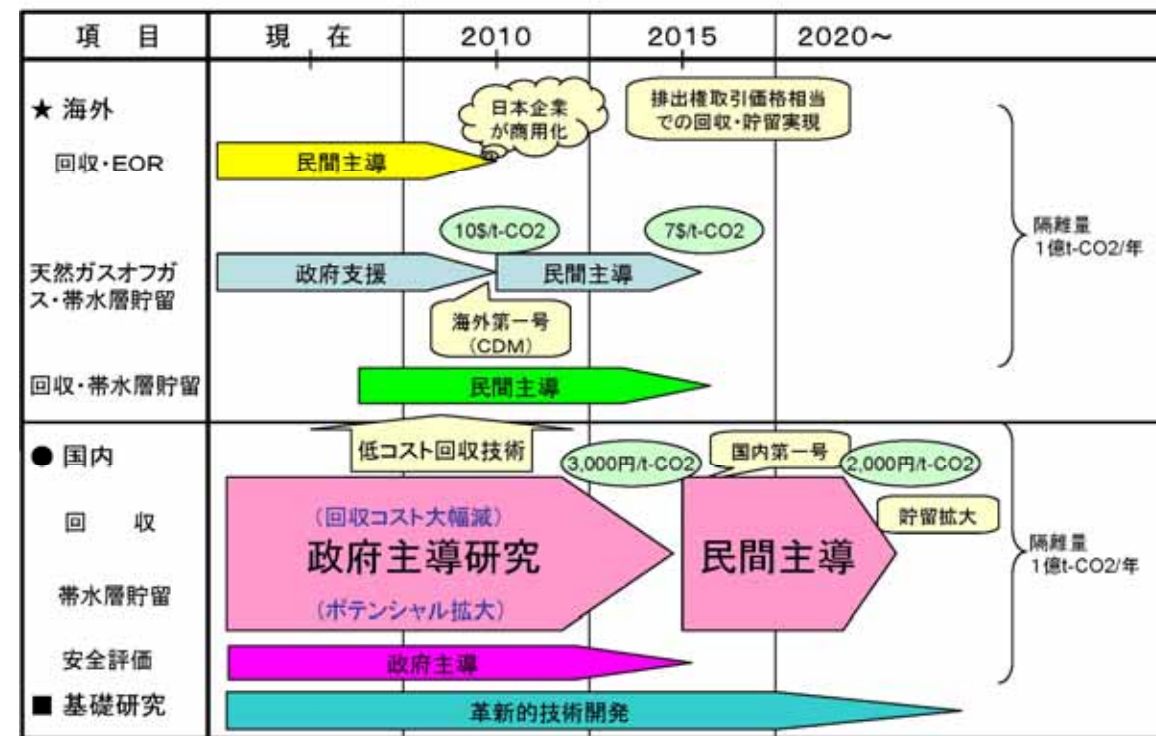 項 目
現 在
2010
2015
2020～
★ 海外
日本企業
が商用化
排出権取引価格相当
での回収・貯留実現
回収・EOR
民間主導
10$/t-CO2
7$/t-CO2
隔離量
1億t-CO2/年
天然ガスオフガ
ス・帯水層貯留
政府支援
民間主導
海外第一号
（CDM）
回収・帯水層貯留
民間主導
低コスト回収技術
● 国内
3,000円/t-CO2
国内第一号
2,000円/t-CO2
回 収
（回収コスト大幅減）
政府主導研究
（ポテンシャル拡大）
民間主導
貯留拡大
隔離量
1億t-CO2/年
帯水層貯留
安全評価
政府主導
■ 基礎研究
革新的技術開発